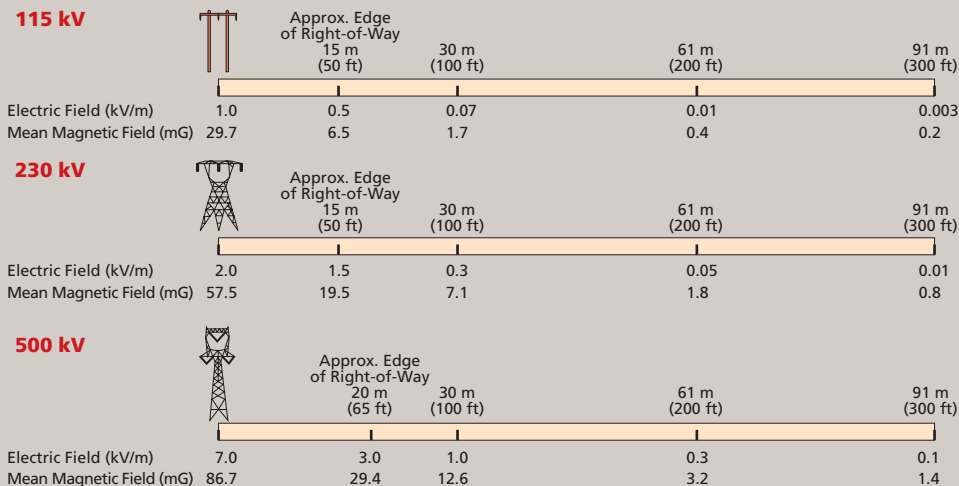 115 kV
Approx. Edge
of Right-of-Way
15 m 30 m 61 m 91 m
(50 ft) (100 ft) (200 ft) (300 ft)
Electric Field (kV/m) 1.0 0.5 0.07 0.01 0.003
Mean Magnetic Field (mG) 29.7 6.5 1.7 0.4 0.2
230 kV
Approx. Edge
of Right-of-Way
15 m 30 m 61 m 91 m
(50 ft) (100 ft) (200 ft) (300 ft)
Electric Field (kV/m) 2.0 1.5 0.3 0.05 0.01
Mean Magnetic Field (mG) 57.5 19.5 7.1 1.8 0.8
500 kV
Approx. Edge
of Right-of-Way
20 m 30 m 61 m 91 m
(65 ft) (100 ft) (200 ft) (300 ft)
Electric Field (kV/m) 7.0 3.0 1.0 0.3 0.1
Mean Magnetic Field (mG) 86.7 29.4 12.6 3.2 1.4